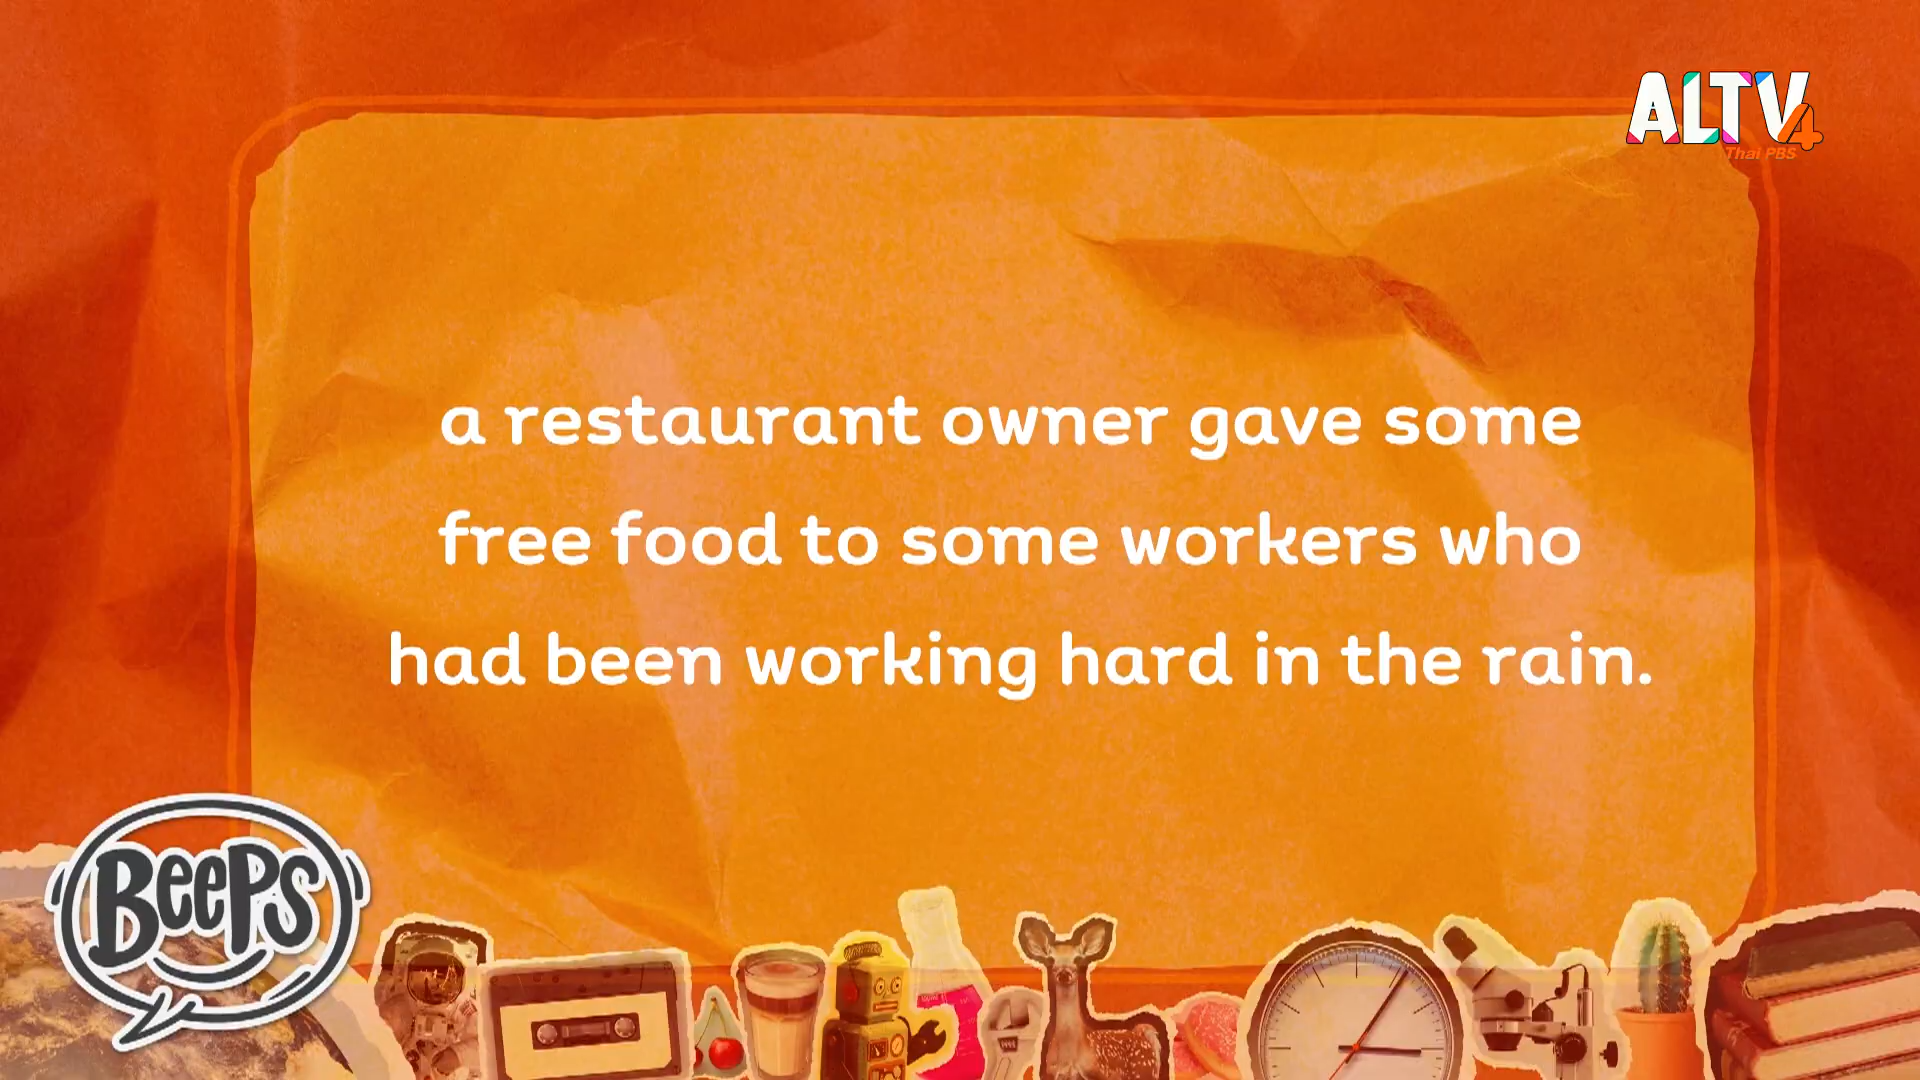 ALTV4
Thai PBS
a restaurant owner gave some
free food to some workers who
had been working hard in the rain.
BeePS